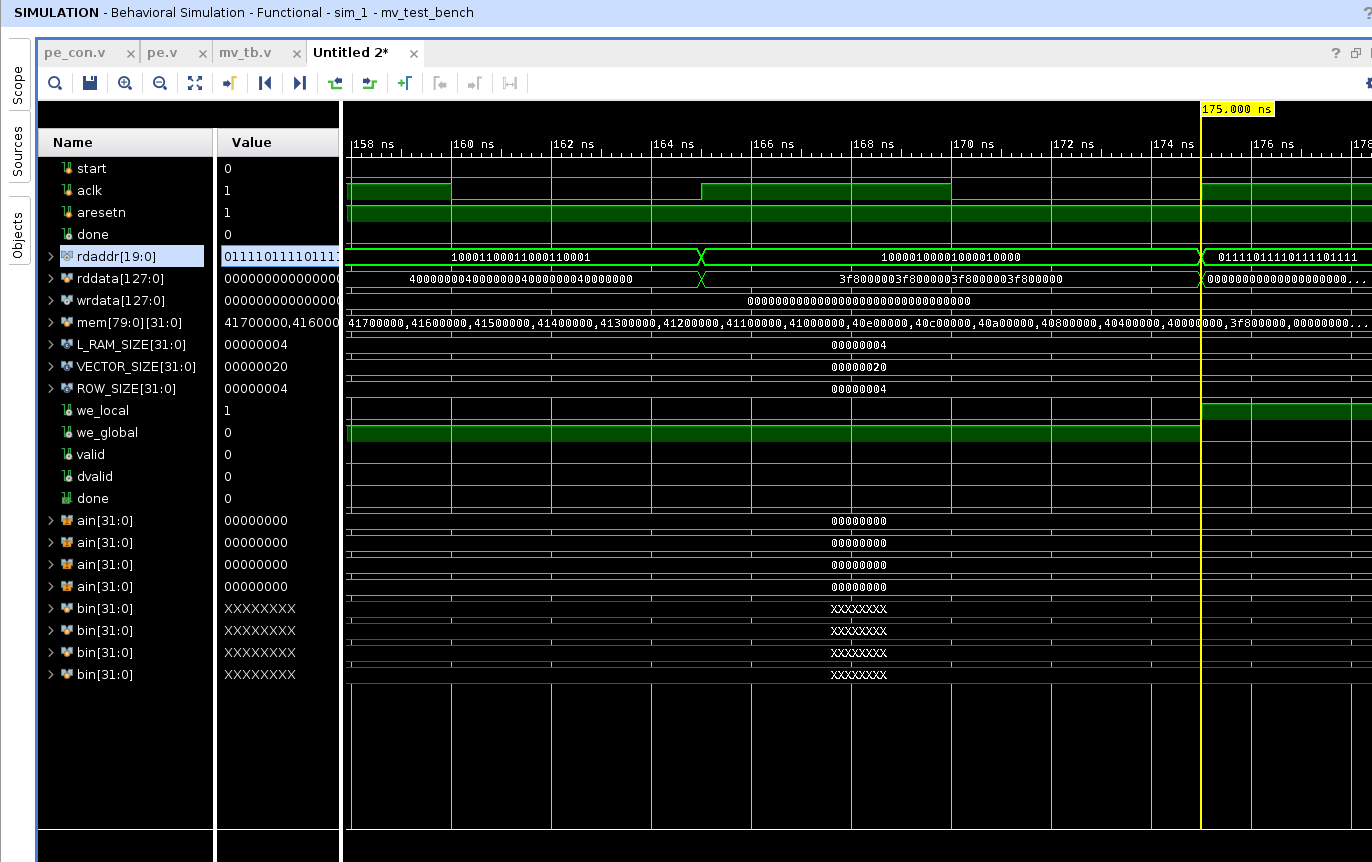 SIMULATION - Behavioral Simulation - Functional - sim_1 - mv_test_bench ?
Scope
Sources
Objects
pe_con.v × pe.v × mv_tb.v × Untitled 2* × ?
175.000 ns
Name Value 158 ns 160 ns 162 ns 164 ns 166 ns 168 ns 170 ns 172 ns 174 ns 176 ns 178
start 0
aclk 1
aresetn 1
done 0
rdaddr[19:0] 0111101111011111 10001100011000110001 10000100001000010000 01111011110111101111
rddata[127:0] 0000000000000000 40000000400000004000000040000000 3f8000003f8000003f8000003f800000 00000000000000000000...
wrdata[127:0] 0000000000000000 00000000000000000000000000000000
mem[79:0][31:0] 41700000,416000 41700000,41600000,41500000,41400000,41300000,41200000,41100000,41000000,40e00000,40c00000,40a00000,40800000,40400000,40000000,3f800000,00000000...
L_RAM_SIZE[31:0] 00000004 00000004
VECTOR_SIZE[31:0] 00000020 00000020
ROW_SIZE[31:0] 00000004 00000004
we_local 1
we_global 0
valid 0
dvalid 0
done 0
ain[31:0] 00000000 00000000
ain[31:0] 00000000 00000000
ain[31:0] 00000000 00000000
ain[31:0] 00000000 00000000
bin[31:0] XXXXXXXX XXXXXXXX
bin[31:0] XXXXXXXX XXXXXXXX
bin[31:0] XXXXXXXX XXXXXXXX
bin[31:0] XXXXXXXX XXXXXXXX